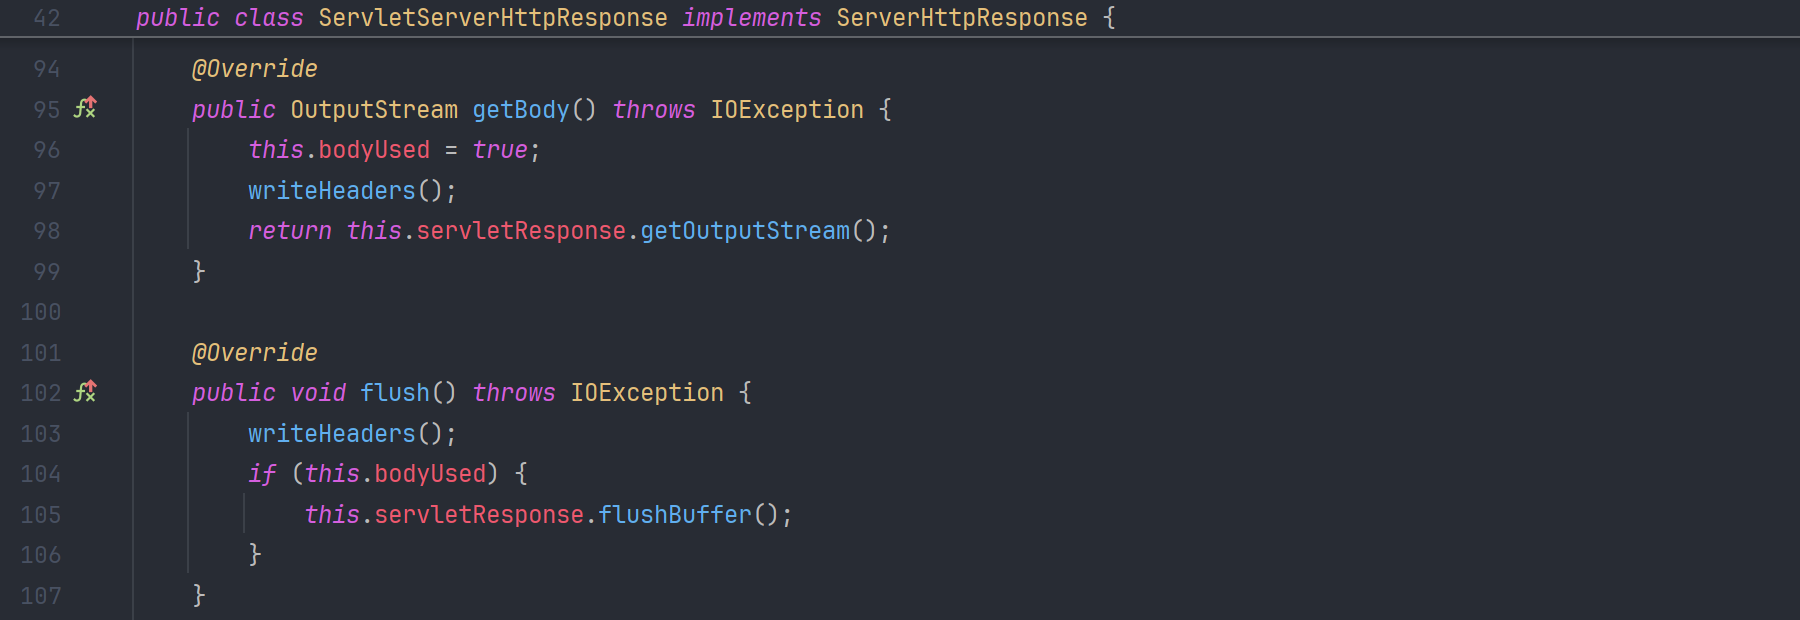 42 public class ServletServerHttpResponse implements ServerHttpResponse {
94 @Override
95 public OutputStream getBody() throws IOException {
96 this.bodyUsed = true;
97 writeHeaders();
98 return this.servletResponse.getOutputStream();
99 }
100
101 @Override
102 public void flush() throws IOException {
103 writeHeaders();
104 if (this.bodyUsed) {
105 this.servletResponse.flushBuffer();
106 }
107 }